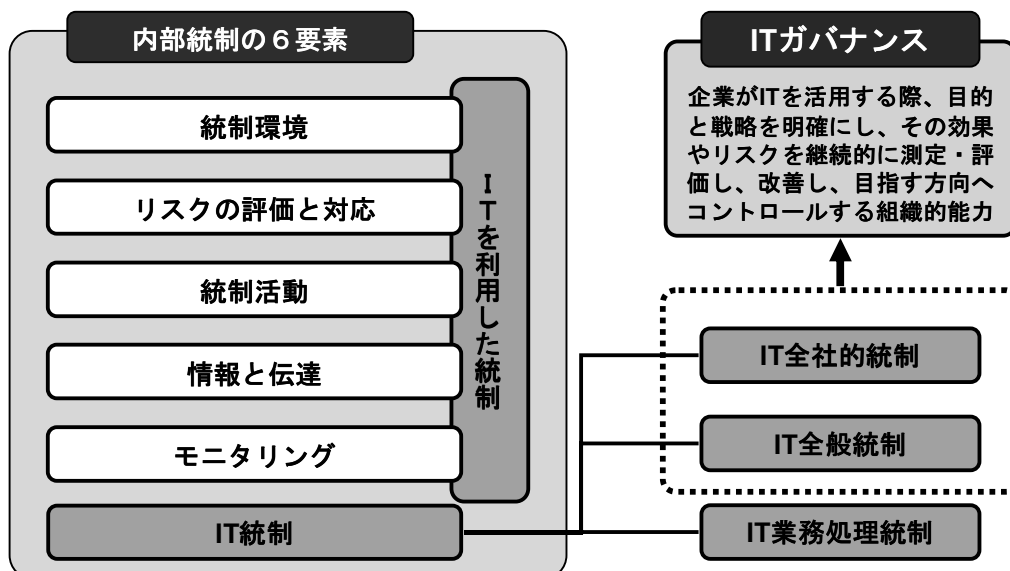 内部統制の６要素
統制環境
リスクの評価と対応
統制活動
情報と伝達
モニタリング
IT統制
ＩＴを利用した統制
ITガバナンス
企業がITを活用する際、目的
と戦略を明確にし、その効果
やリスクを継続的に測定・評
価し、改善し、目指す方向へ
コントロールする組織的能力
IT全社的統制
IT全般統制
IT業務処理統制